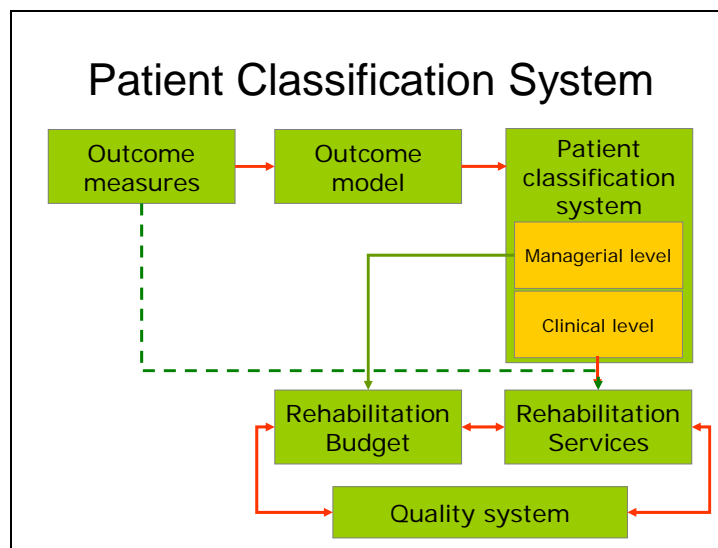 Patient Classification System
Outcome
measures
Outcome
model
Patient
classification
system
Managerial level
Clinical level
Rehabilitation
Budget
Rehabilitation
Services
Quality system